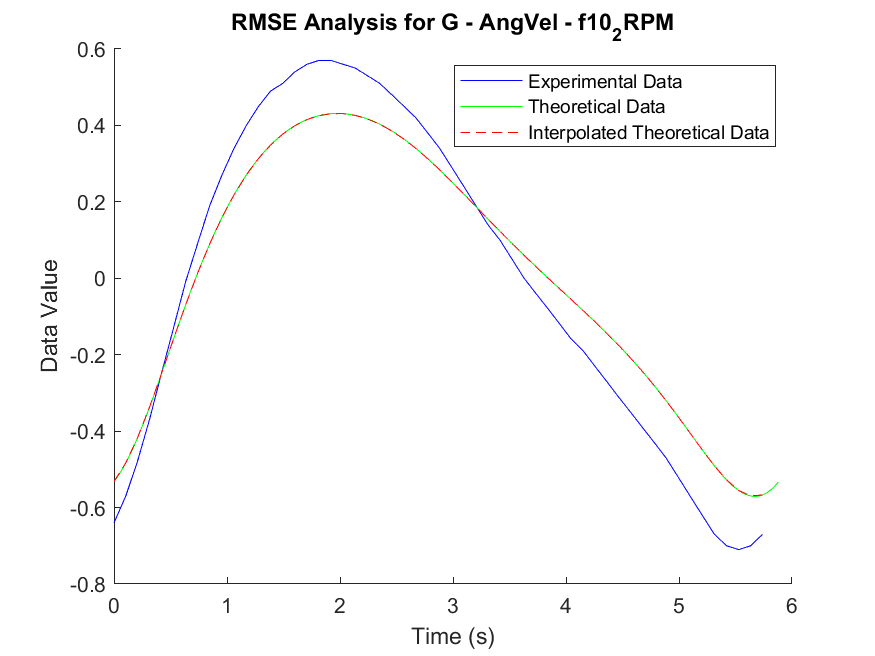 RMSE Analysis for G - AngVel - f10₂RPM
Experimental Data
Theoretical Data
Interpolated Theoretical Data
0.6
0.4
0.2
0
-0.2
-0.4
-0.6
-0.8
Data Value
0 1 2 3 4 5 6
Time (s)